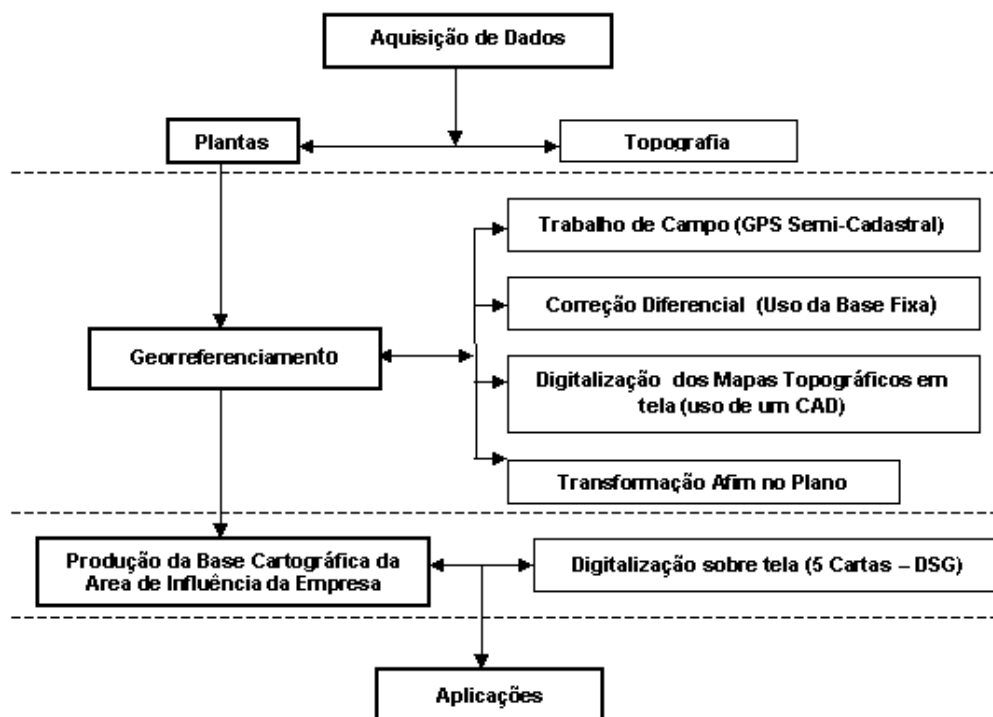 Aquisição de Dados
Plantas
Topografia
Trabalho de Campo (GPS Semi-Cadastral)
Correção Diferencial (Uso da Base Fixa)
Georreferenciamento
Digitalização dos Mapas Topográficos em
tela (uso de um CAD)
Transformação Afim no Plano
Produção da Base Cartográfica da
Area de Influência da Empresa
Digitalização sobre tela (5 Cartas – DSG)
Aplicações